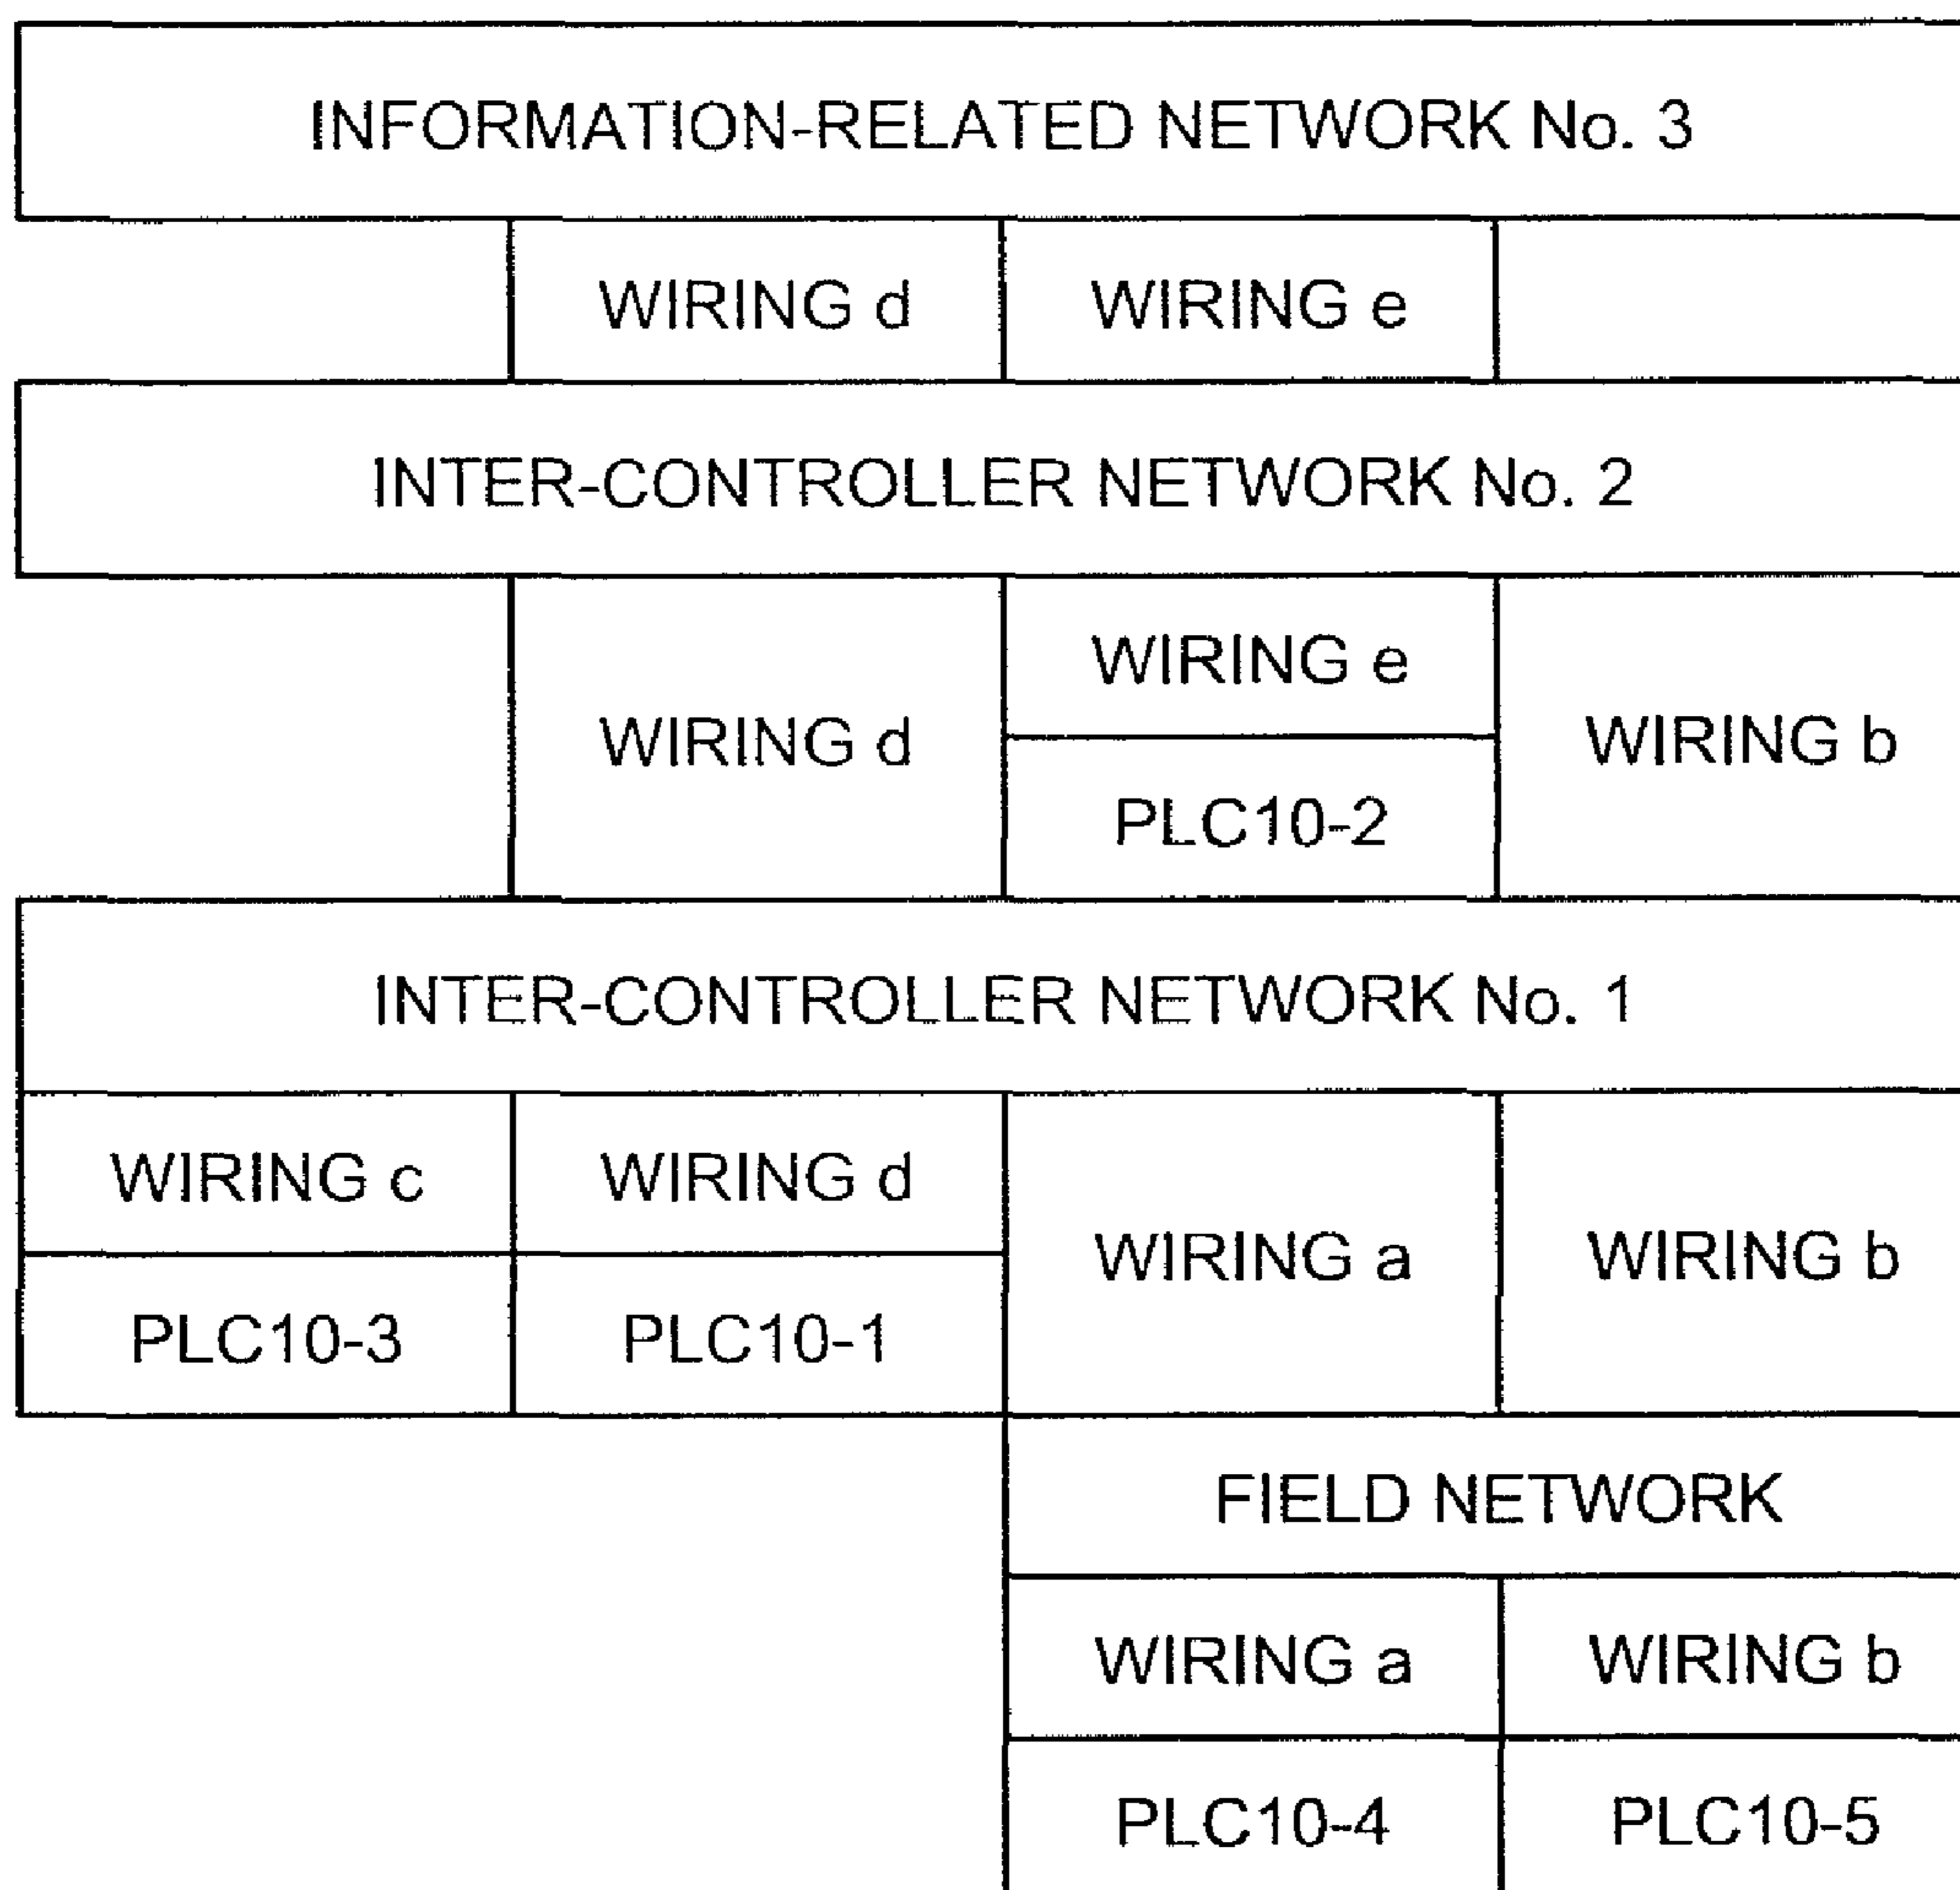 INFORMATION-RELATED NETWORK No. 3
WIRING d
WIRING e
INTER-CONTROLLER NETWORK No. 2
WIRING d
WIRING e
PLC10-2
WIRING b
INTER-CONTROLLER NETWORK No. 1
WIRING c
WIRING d
WIRING a
WIRING b
PLC10-3
PLC10-1
FIELD NETWORK
WIRING a
WIRING b
PLC10-4
PLC10-5